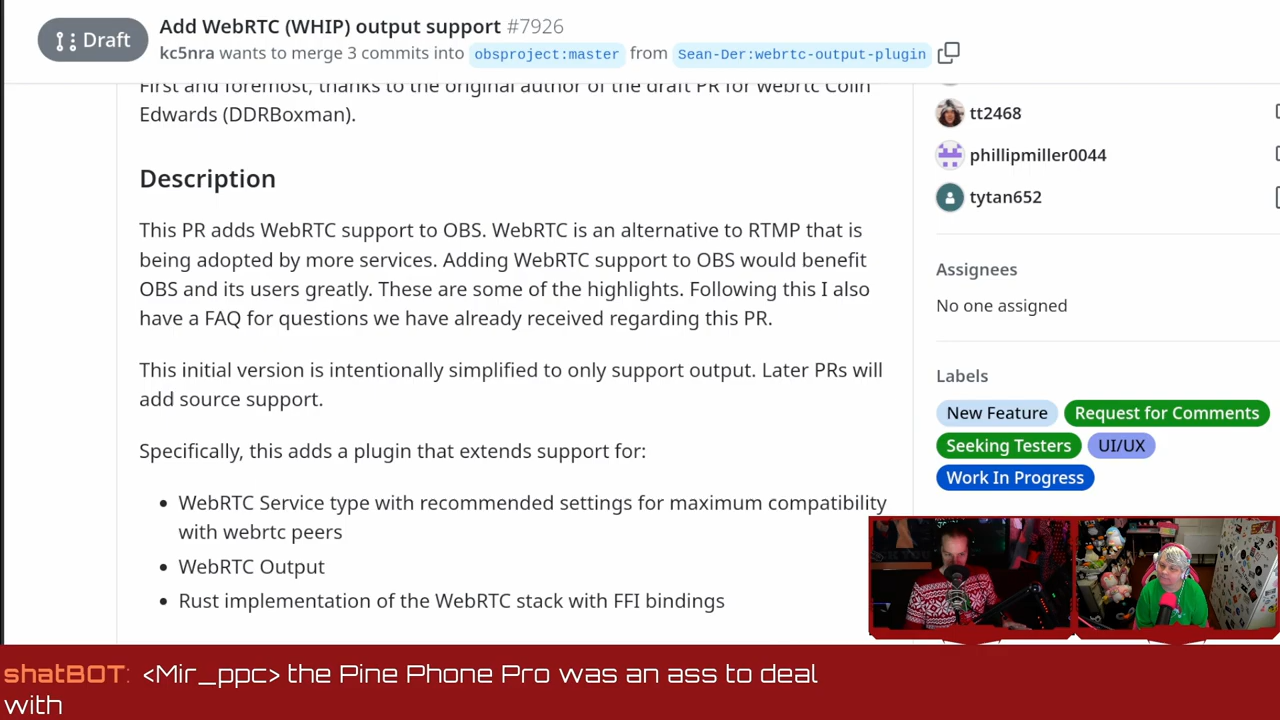 Draft
Add WebRTC (WHIP) output support #7926
kc5nra wants to merge 3 commits into obsproject:master from Sean-Der:webrtc-output-plugin
First and foremost, thanks to the original author of the draft PR for webrtc Colin
Edwards (DDRBoxman).
Description
This PR adds WebRTC support to OBS. WebRTC is an alternative to RTMP that is
being adopted by more services. Adding WebRTC support to OBS would benefit
OBS and its users greatly. These are some of the highlights. Following this I also
have a FAQ for questions we have already received regarding this PR.
This initial version is intentionally simplified to only support output. Later PRs will
add source support.
Specifically, this adds a plugin that extends support for:
• WebRTC Service type with recommended settings for maximum compatibility
with webrtc peers
• WebRTC Output
• Rust implementation of the WebRTC stack with FFI bindings
tt2468
phillipmiller0044
tytan652
Assignees
No one assigned
Labels
New Feature Request for Comments
Seeking Testers UI/UX
Work In Progress
shatBOT: <Mir_ppc> the Pine Phone Pro was an ass to deal
with